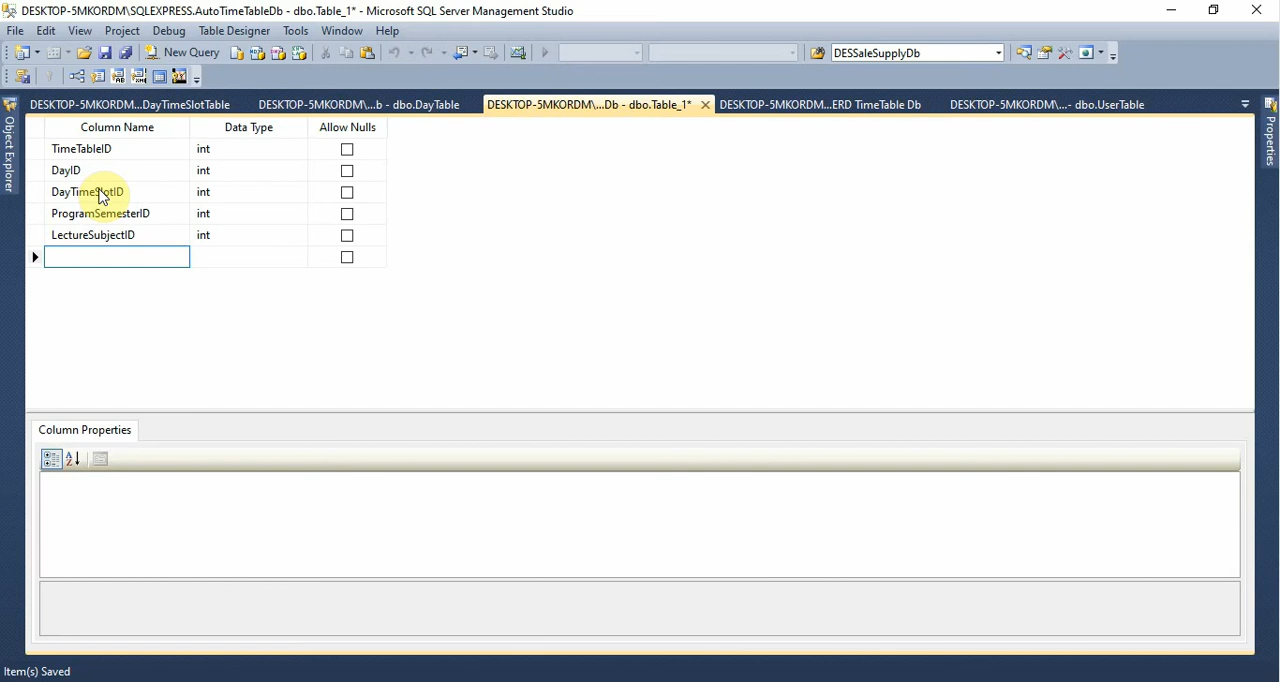 DESKTOP-5MKORDM\SQLEXPRESS.AutoTimeTableDb - dbo.Table_1* - Microsoft SQL Server Management Studio
File Edit View Project Debug Table Designer Tools Window Help
New Query DESSaleSupplyDb
DESKTOP-5MKORDM...DayTimeSlotTable DESKTOP-5MKORDM\...b - dbo.DayTable DESKTOP-5MKORDM\...Db - dbo.Table_1* DESKTOP-5MKORDM...ERD TimeTable Db DESKTOP-5MKORDM\...- dbo.UserTable
Object Explorer
Properties
Column Name Data Type Allow Nulls
TimeTableID int
DayID int
DayTimeSlotID int
ProgramSemesterID int
LectureSubjectID int
Column Properties
Item(s) Saved